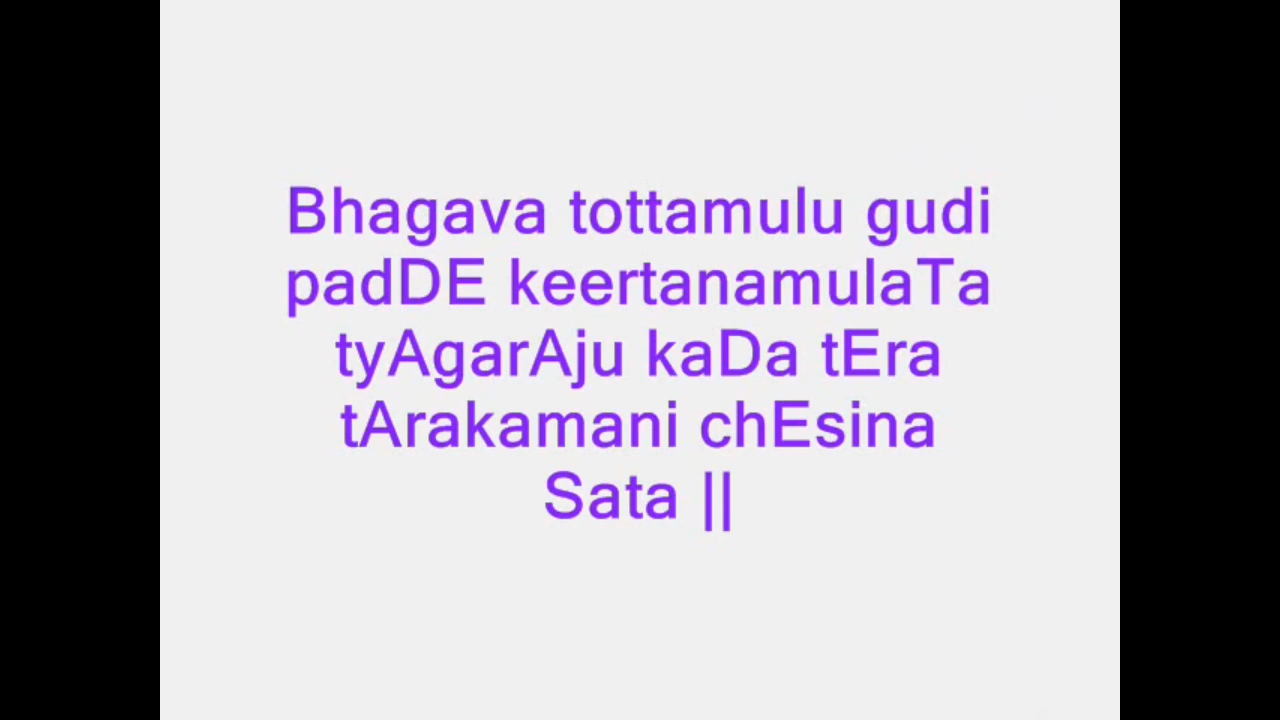 Bhagava tottamulu gudi
padDE keertanamulaTa
tyAgarAju kaDa tEra
tArakamani chEsina
Sata ||